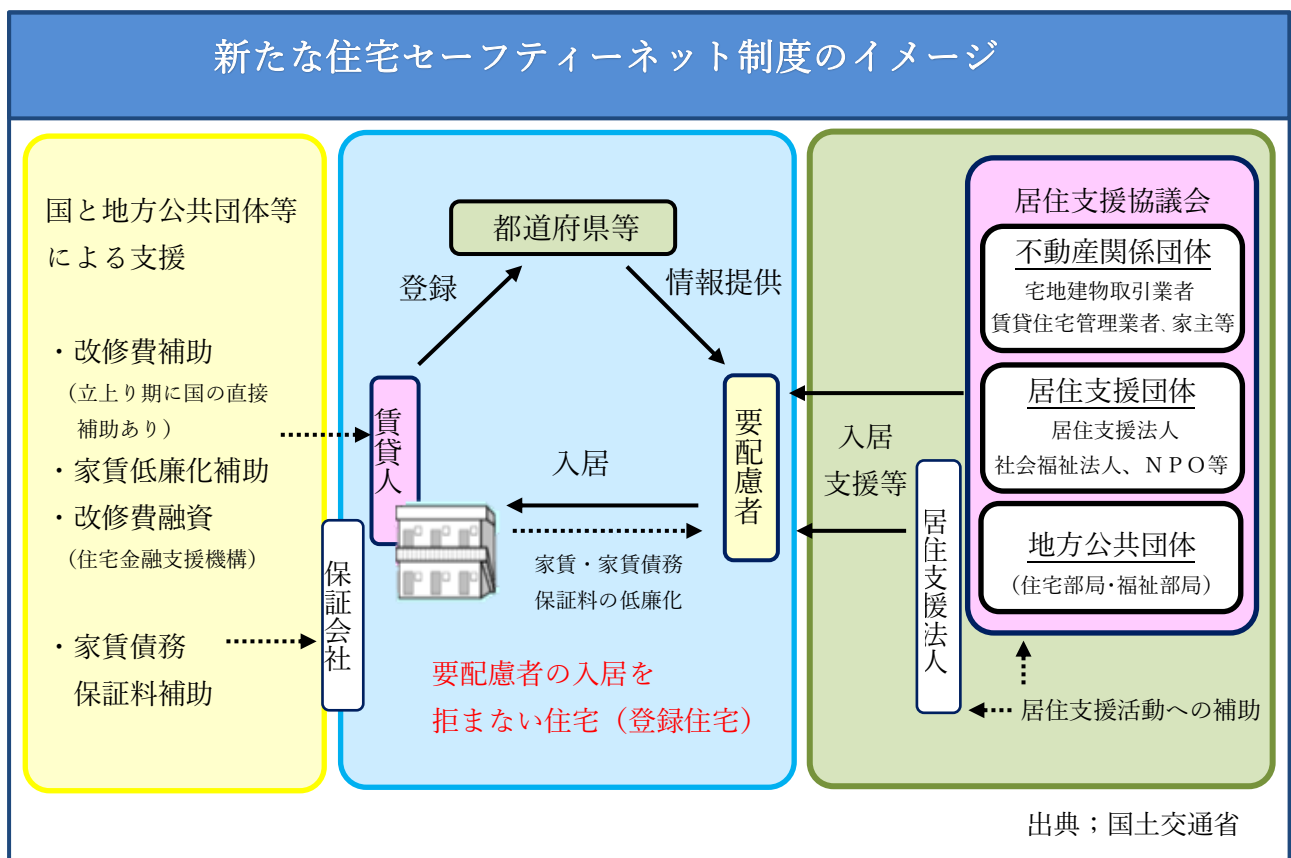 新たな住宅セーフティーネット制度のイメージ
国と地方公共団体等
による支援
・改修費補助
（立上り期に国の直接
補助あり）
・家賃低廉化補助
・改修費融資
（住宅金融支援機構）
・家賃債務
保証料補助
都道府県等
登録
情報提供
賃貸人
保証会社
入居
家賃・家賃債務
保証料の低廉化
要配慮者
要配慮者の入居を
拒まない住宅（登録住宅）
入居
支援等
居住支援法人
居住支援協議会
不動産関係団体
宅地建物取引業者
賃貸住宅管理業者、家主等
居住支援団体
居住支援法人
社会福祉法人、ＮＰＯ等
地方公共団体
（住宅部局・福祉部局）
居住支援活動への補助
出典；国土交通省